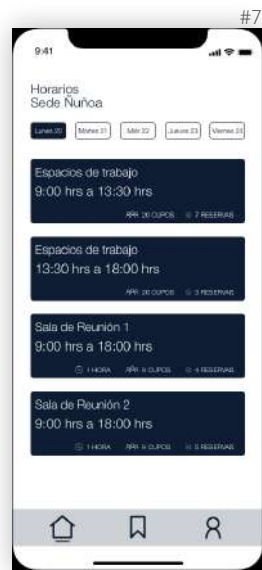 #7
9:41
Horarios
Sede Ñuñoa
Lunes 20 Martes 21 Miér 22 Jueves 23 Viernes 24
Espacios de trabajo
9:00 hrs a 13:30 hrs
20 CUPOS 7 RESERVAS
Espacios de trabajo
13:30 hrs a 18:00 hrs
20 CUPOS 3 RESERVAS
Sala de Reunión 1
9:00 hrs a 18:00 hrs
1 HORA CUPOS 4 RESERVAS
Sala de Reunión 2
9:00 hrs a 18:00 hrs
1 HORA CUPOS RESERVAS